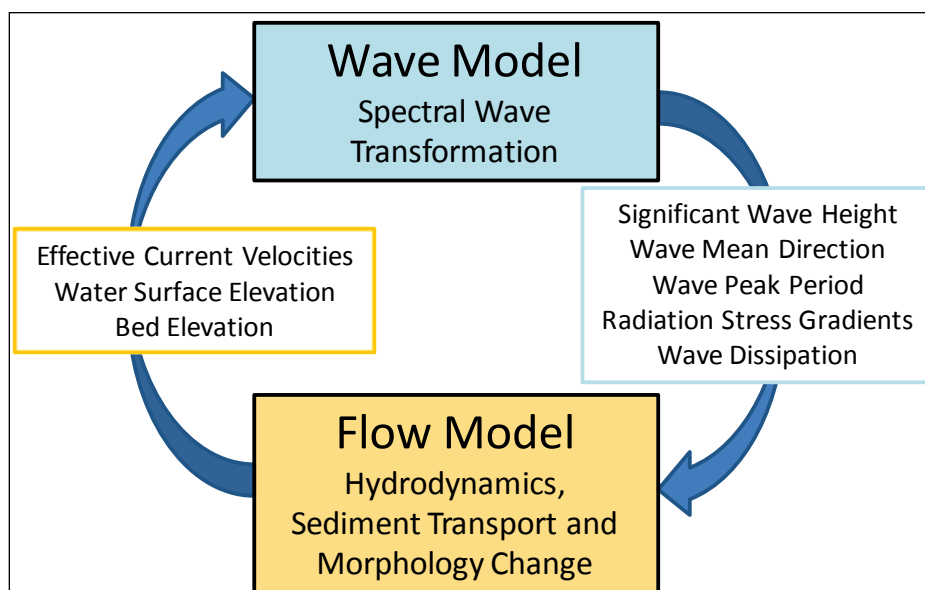 Wave Model
Spectral Wave
Transformation
Significant Wave Height
Wave Mean Direction
Wave Peak Period
Radiation Stress Gradients
Wave Dissipation
Effective Current Velocities
Water Surface Elevation
Bed Elevation
Flow Model
Hydrodynamics,
Sediment Transport and
Morphology Change